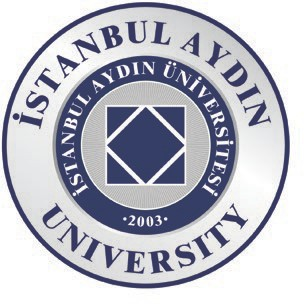 İSTANBUL AYDIN
UNIVERSITY
İSTANBUL AYDIN ÜNİVERSİTESİ
·2003·